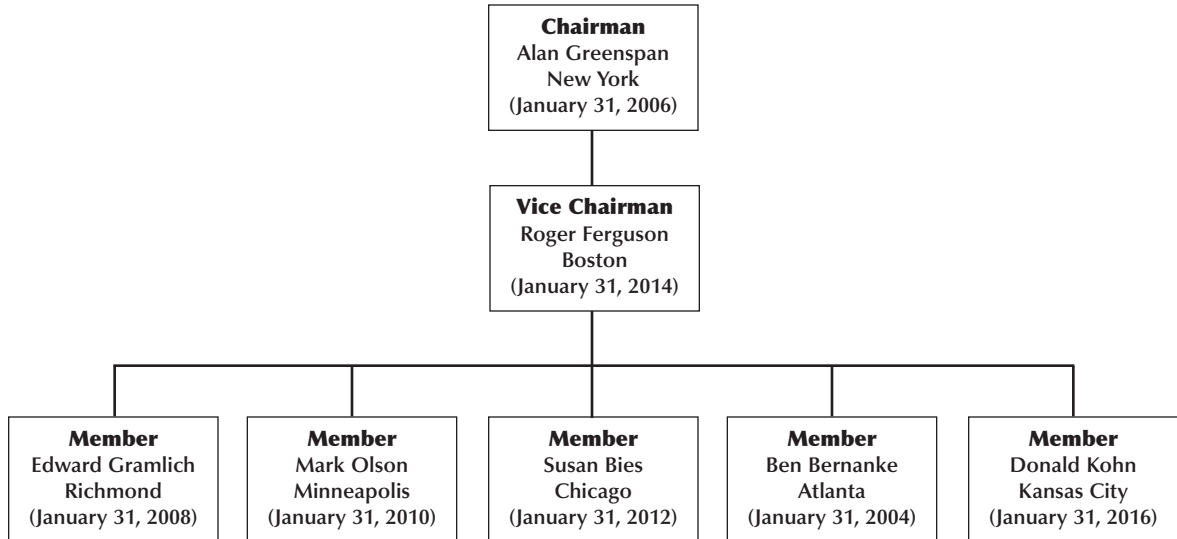 Chairman
Alan Greenspan
New York
(January 31, 2006)
Vice Chairman
Roger Ferguson
Boston
(January 31, 2014)
Member
Edward Gramlich
Richmond
(January 31, 2008)
Member
Mark Olson
Minneapolis
(January 31, 2010)
Member
Susan Bies
Chicago
(January 31, 2012)
Member
Ben Bernanke
Atlanta
(January 31, 2004)
Member
Donald Kohn
Kansas City
(January 31, 2016)